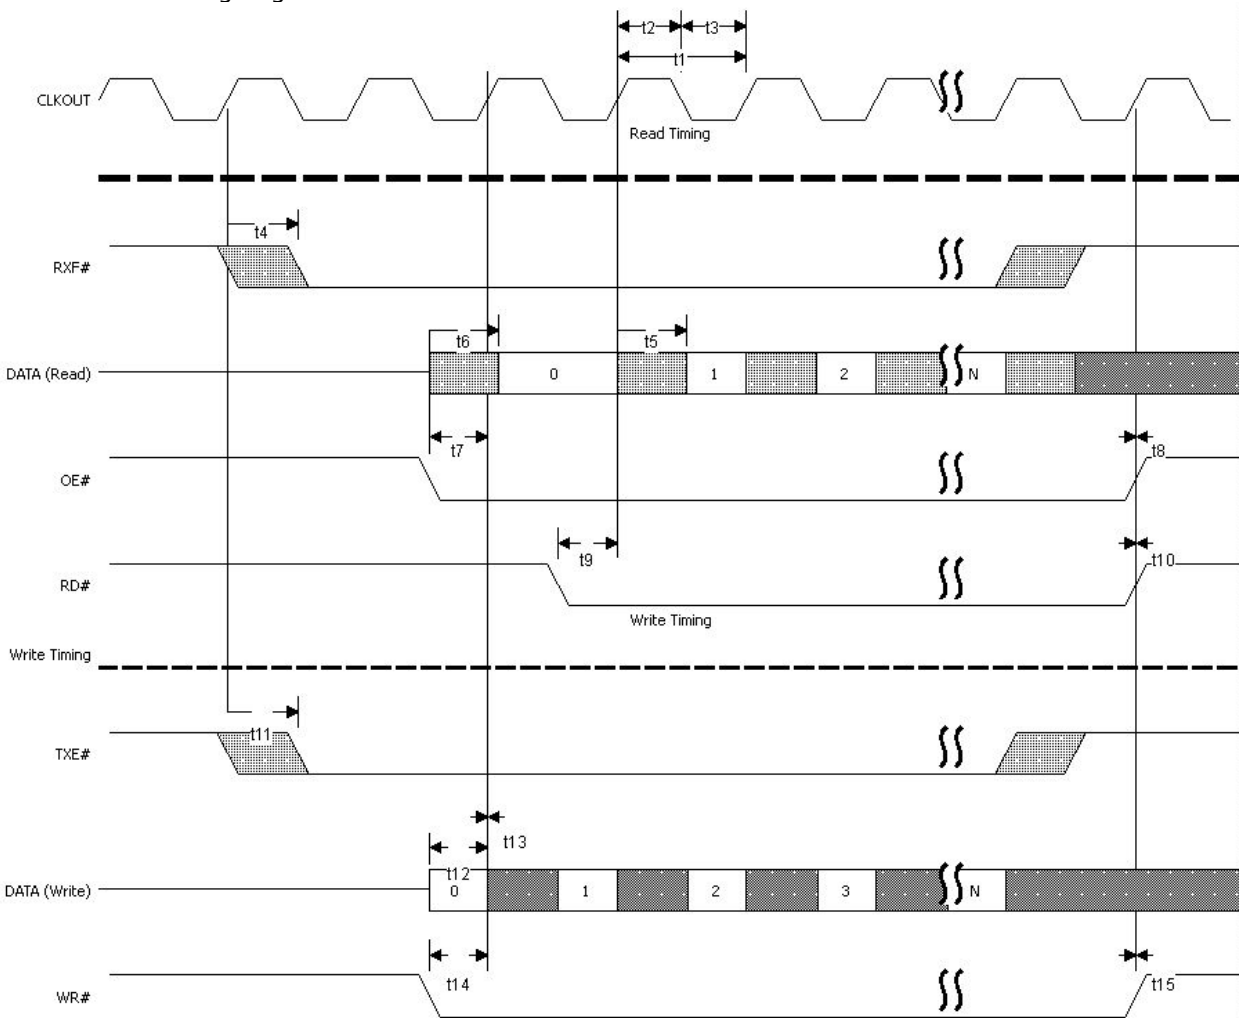 t2 t3
t1
CLKOUT
Read Timing
t4
RXF#
t6 t5
DATA (Read) 0 1 2 N
t7 t8
OE#
t9 t10
RD#
Write Timing
Write Timing
t11
TXE#
t13
t12
DATA (Write) 0 1 2 3 N
t14 t15
WR#